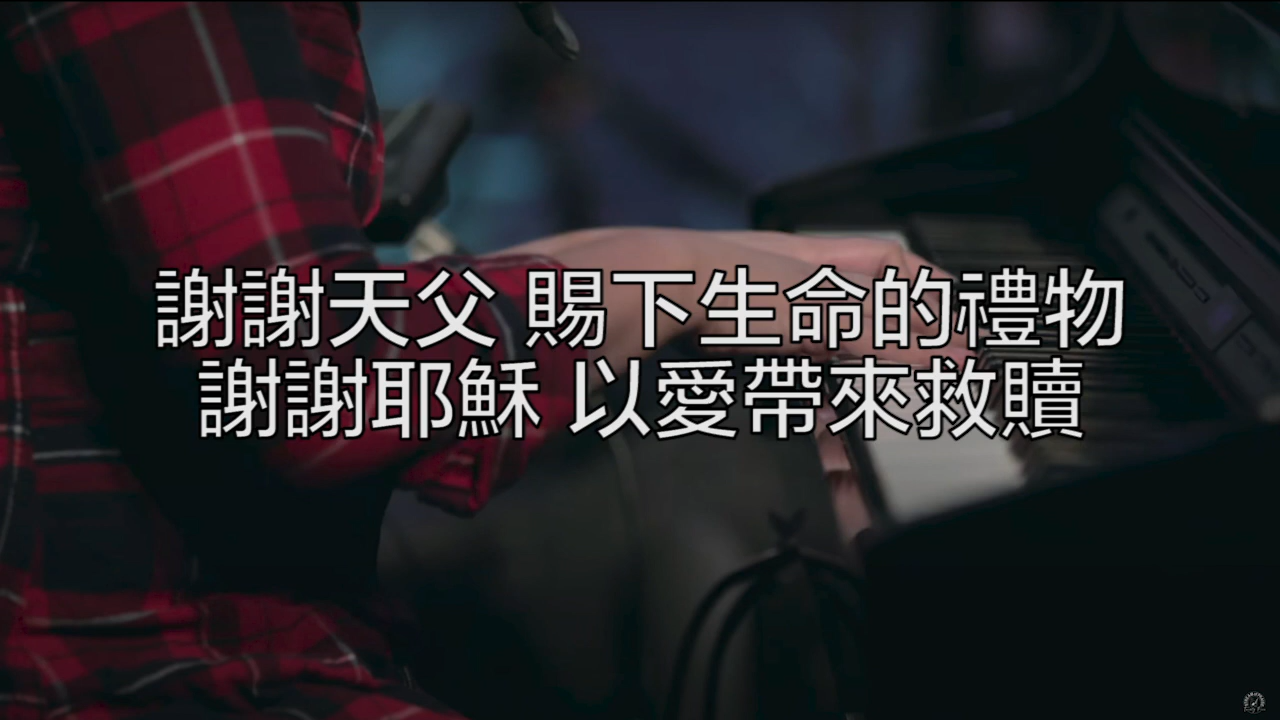 謝謝天父 賜下生命的禮物
謝謝耶穌 以愛帶來救贖